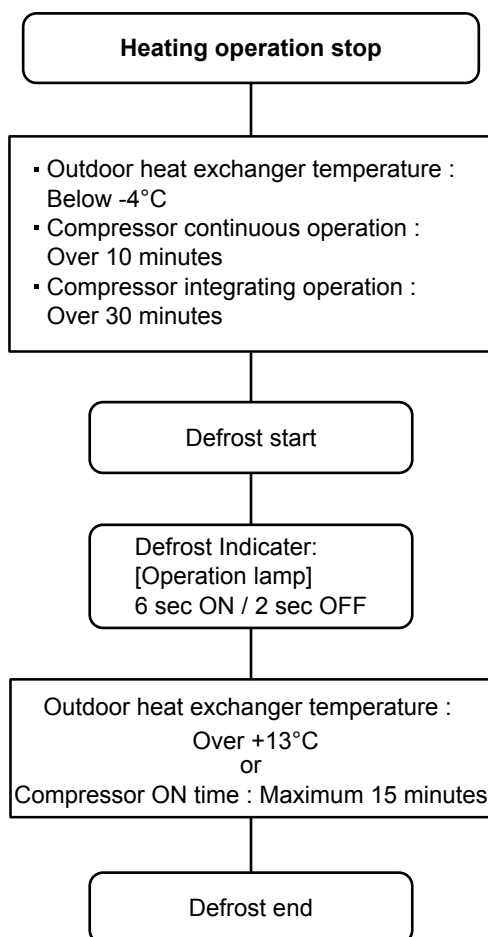 Heating operation stop
▪ Outdoor heat exchanger temperature :
Below -4°C
▪ Compressor continuous operation :
Over 10 minutes
▪ Compressor integrating operation :
Over 30 minutes
Defrost start
Defrost Indicater:
[Operation lamp]
6 sec ON / 2 sec OFF
Outdoor heat exchanger temperature :
Over +13°C
or
Compressor ON time : Maximum 15 minutes
Defrost end